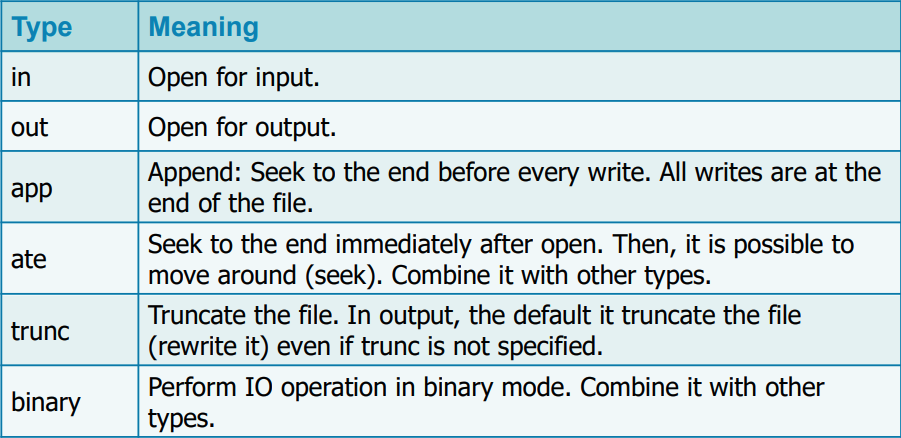 Type Meaning
in Open for input.
out Open for output.
app Append: Seek to the end before every write. All writes are at the
end of the file.
ate Seek to the end immediately after open. Then, it is possible to
move around (seek). Combine it with other types.
trunc Truncate the file. In output, the default it truncate the file
(rewrite it) even if trunc is not specified.
binary Perform IO operation in binary mode. Combine it with other
types.